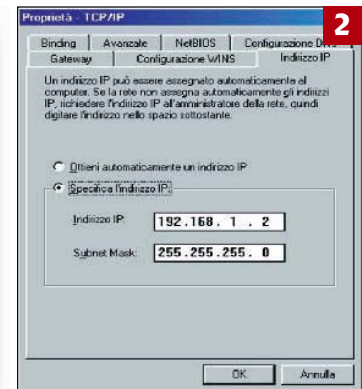 Proprietà - TCP/IP
2
Binding Avanzate NetBIOS Configurazione DNS
Gateway Configurazione WINS Indirizzo IP
Un indirizzo IP può essere assegnato automaticamente al
computer. Se la rete non assegna automaticamente gli indirizzi
IP, richiedere l'indirizzo IP all'amministratore della rete, quindi
digitare l'indirizzo nello spazio sottostante.
Ottieni automaticamente un indirizzo IP
Specifica l'indirizzo IP:
Indirizzo IP: 192.168. 1 . 2
Subnet Mask: 255.255.255. 0
OK Annulla